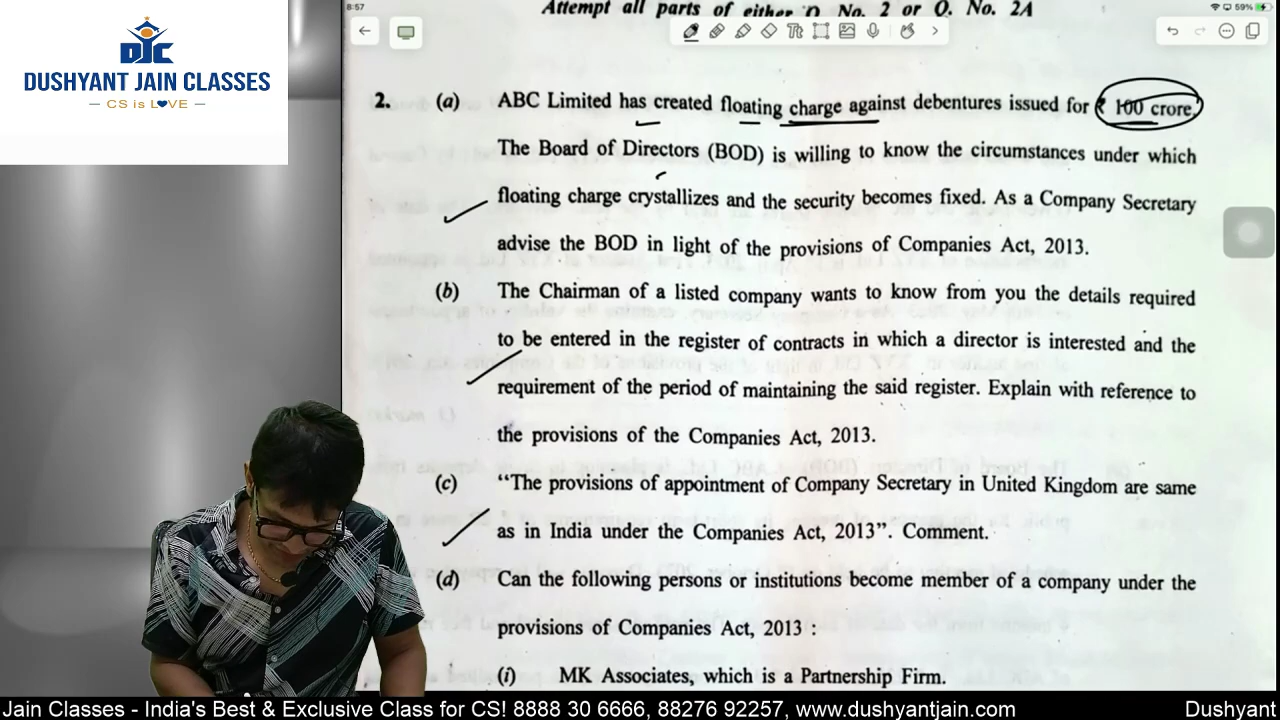 8:57
59%
Attempt all parts of either Q. No. 2 or Q. No. 2A
DUSHYANT JAIN CLASSES
CS is LOVE
2. (a) ABC Limited has created floating charge against debentures issued for ₹ 100 crore.
The Board of Directors (BOD) is willing to know the circumstances under which
floating charge crystallizes and the security becomes fixed. As a Company Secretary
advise the BOD in light of the provisions of Companies Act, 2013.
(b) The Chairman of a listed company wants to know from you the details required
to be entered in the register of contracts in which a director is interested and the
requirement of the period of maintaining the said register. Explain with reference to
the provisions of the Companies Act, 2013.
(c) “The provisions of appointment of Company Secretary in United Kingdom are same
as in India under the Companies Act, 2013”. Comment.
(d) Can the following persons or institutions become member of a company under the
provisions of Companies Act, 2013 :
(i) MK Associates, which is a Partnership Firm.
Jain Classes - India's Best & Exclusive Class for CS! 8888 30 6666, 88276 92257, www.dushyantjain.com Dushyant